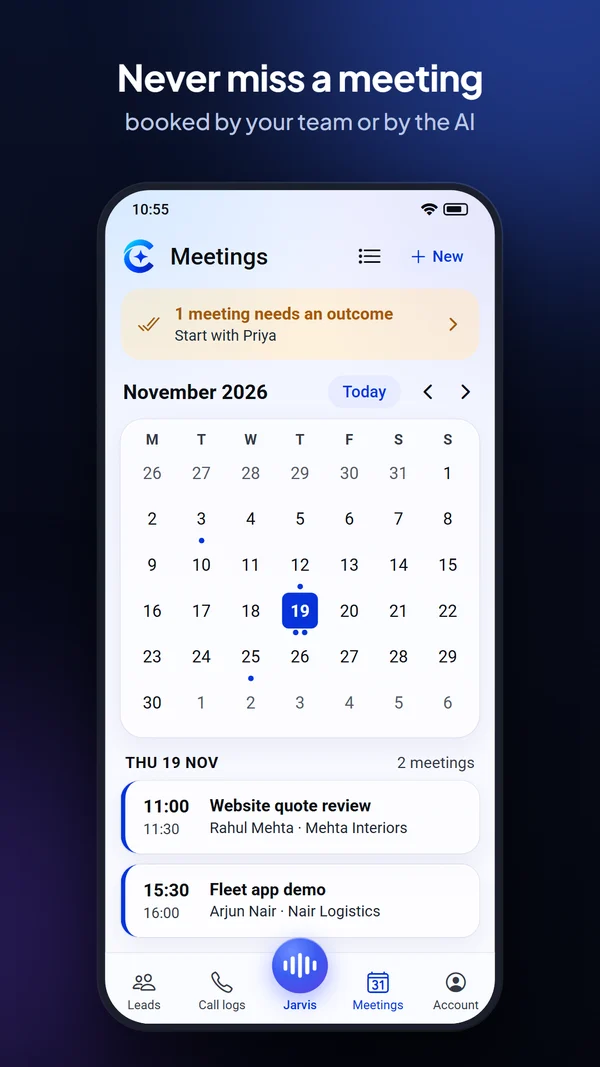 Never miss a meeting
booked by your team or by the AI
10:55
Meetings
+ New
1 meeting needs an outcome
Start with Priya
November 2026
Today
M T W T F S S
26 27 28 29 30 31 1
2 3 4 5 6 7 8
9 10 11 12 13 14 15
16 17 18 19 20 21 22
23 24 25 26 27 28 29
30 1 2 3 4 5 6
THU 19 NOV 2 meetings
11:00 Website quote review
11:30 Rahul Mehta · Mehta Interiors
15:30 Fleet app demo
16:00 Arjun Nair · Nair Logistics
31
Leads Call logs Jarvis Meetings Account